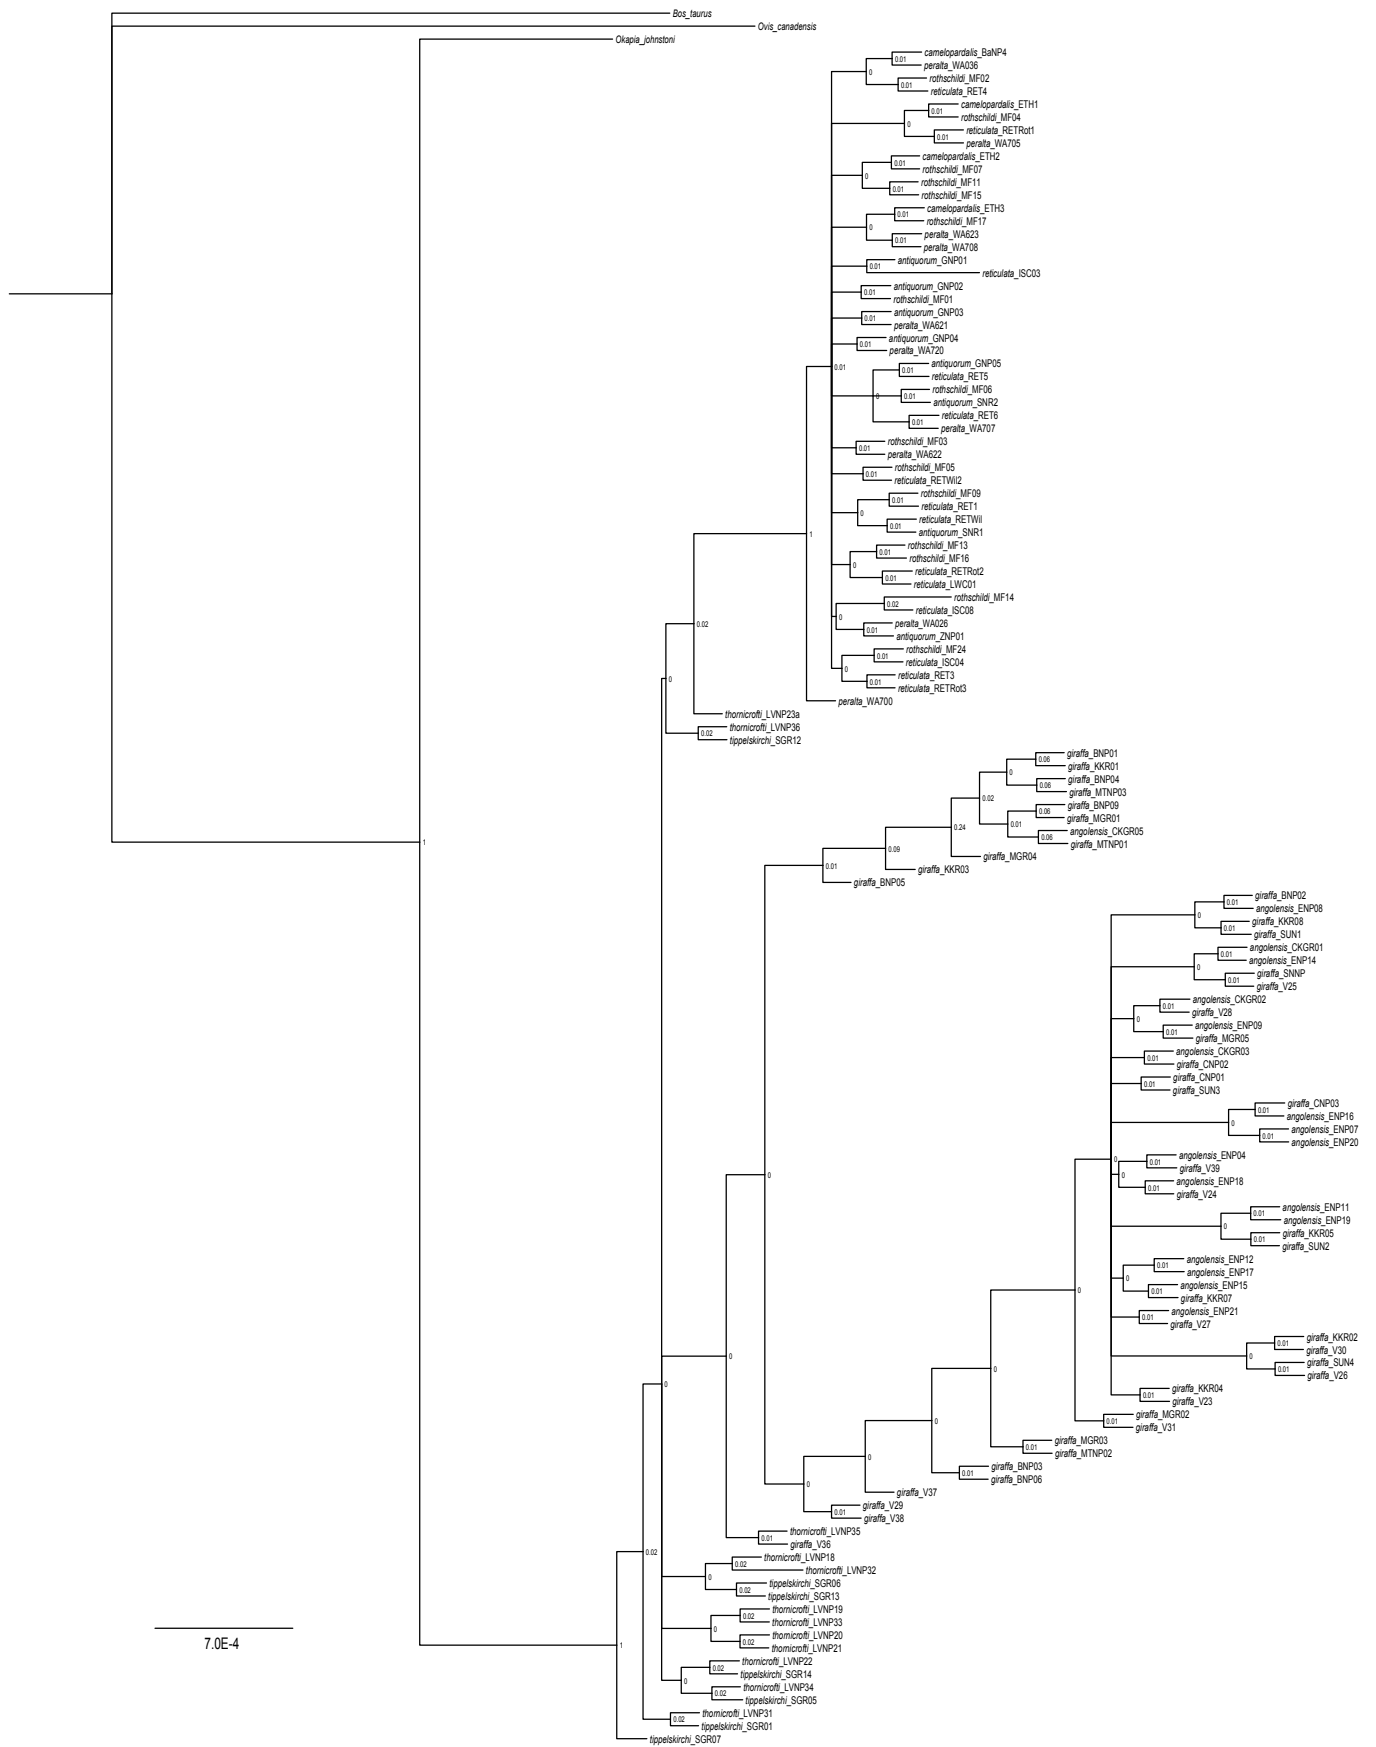 Bos_taurus
Ovis_canadensis
Okapia_johnstoni
camelopardalis_BaNP4
0.01
peralta_WA036
0
rothschildi_MF02
0.01
reticulata_RET4
camelopardalis_ETH1
0.01
rothschildi_MF04
0
reticulata_RETRot1
0.01
peralta_WA705
camelopardalis_ETH2
0.01
rothschildi_MF07
0
rothschildi_MF11
0.01
rothschildi_MF15
camelopardalis_ETH3
0.01
rothschildi_MF17
0
peralta_WA623
0.01
peralta_WA708
antiquorum_GNP01
0.01
reticulata_ISC03
antiquorum_GNP02
0.01
rothschildi_MF01
antiquorum_GNP03
0.01
peralta_WA621
antiquorum_GNP04
0.01
peralta_WA720
antiquorum_GNP05
0.01
0.01
reticulata_RET5
rothschildi_MF06
0
0.01
antiquorum_SNR2
reticulata_RET6
0.01
peralta_WA707
rothschildi_MF03
0.01
peralta_WA622
rothschildi_MF05
0.01
reticulata_RETWil2
rothschildi_MF09
0.01
reticulata_RET1
0
reticulata_RETWil
0.01
antiquorum_SNR1
1
rothschildi_MF13
0.01
rothschildi_MF16
0
reticulata_RETRot2
0.01
reticulata_LWC01
rothschildi_MF14
0.02
reticulata_ISC08
0
peralta_WA026
0.02
0.01
antiquorum_ZNP01
rothschildi_MF24
0.01
reticulata_ISC04
0
reticulata_RET3
0
0.01
reticulata_RETRot3
peralta_WA700
thornicrofti_LVNP23a
thornicrofti_LVNP36
0.02
tippelskirchi_SGR12
giraffa_BNP01
0.06
giraffa_KKR01
0
giraffa_BNP04
0.06
giraffa_MTNP03
0.02
giraffa_BNP09
0.06
giraffa_MGR01
0.01
0.24
angolensis_CKGR05
0.06
giraffa_MTNP01
1
0.09
giraffa_MGR04
0.01
giraffa_KKR03
giraffa_BNP05
giraffa_BNP02
0.01
angolensis_ENP08
0
giraffa_KKR08
0.01
giraffa_SUN1
angolensis_CKGR01
0.01
angolensis_ENP14
0
giraffa_SNNP
0.01
giraffa_V25
angolensis_CKGR02
0.01
giraffa_V28
0
angolensis_ENP09
0.01
giraffa_MGR05
angolensis_CKGR03
0.01
giraffa_CNP02
giraffa_CNP01
0.01
giraffa_SUN3
giraffa_CNP03
0.01
angolensis_ENP16
0
angolensis_ENP07
0.01
angolensis_ENP20
angolensis_ENP04
0
0.01
giraffa_V39
0
0
angolensis_ENP18
0.01
giraffa_V24
angolensis_ENP11
0.01
angolensis_ENP19
0
giraffa_KKR05
0.01
giraffa_SUN2
angolensis_ENP12
0.01
angolensis_ENP17
0
angolensis_ENP15
0
0.01
giraffa_KKR07
angolensis_ENP21
0.01
giraffa_V27
giraffa_KKR02
0.01
giraffa_V30
0
0
giraffa_SUN4
0
0.01
giraffa_V26
0
giraffa_KKR04
0.01
giraffa_V23
giraffa_MGR02
0
0.01
giraffa_V31
giraffa_MGR03
0.01
giraffa_MTNP02
0
giraffa_BNP03
0.01
giraffa_BNP06
0
giraffa_V37
giraffa_V29
0.01
giraffa_V38
thornicrofti_LVNP35
0.01
giraffa_V36
0.02
thornicrofti_LVNP18
0.02
thornicrofti_LVNP32
0
tippelskirchi_SGR06
0.02
tippelskirchi_SGR13
thornicrofti_LVNP19
0.02
thornicrofti_LVNP33
0
thornicrofti_LVNP20
7.0E-4
1
0.02
thornicrofti_LVNP21
thornicrofti_LVNP22
0.02
tippelskirchi_SGR14
0
thornicrofti_LVNP34
0.02
tippelskirchi_SGR05
thornicrofti_LVNP31
0.02
tippelskirchi_SGR01
tippelskirchi_SGR07